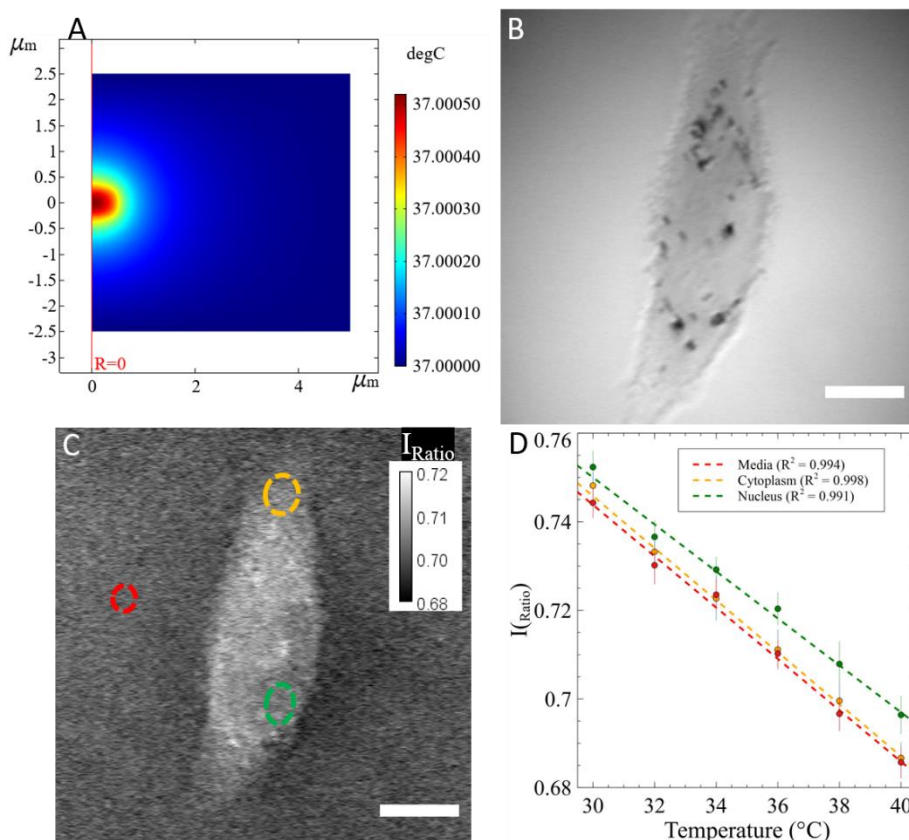 A
μm
degC
2.5
2
1.5
1
0.5
0
-0.5
-1
-1.5
-2
-2.5
-3
R=0
0 2 4 μm
37.00050
37.00040
37.00030
37.00020
37.00010
37.00000
B
C
I Ratio
0.72
0.71
0.70
0.69
0.68
D
0.76
0.74
0.72
0.7
0.68
I(Ratio)
Media (R² = 0.994)
Cytoplasm (R² = 0.998)
Nucleus (R² = 0.991)
30 32 34 36 38 40
Temperature (°C)